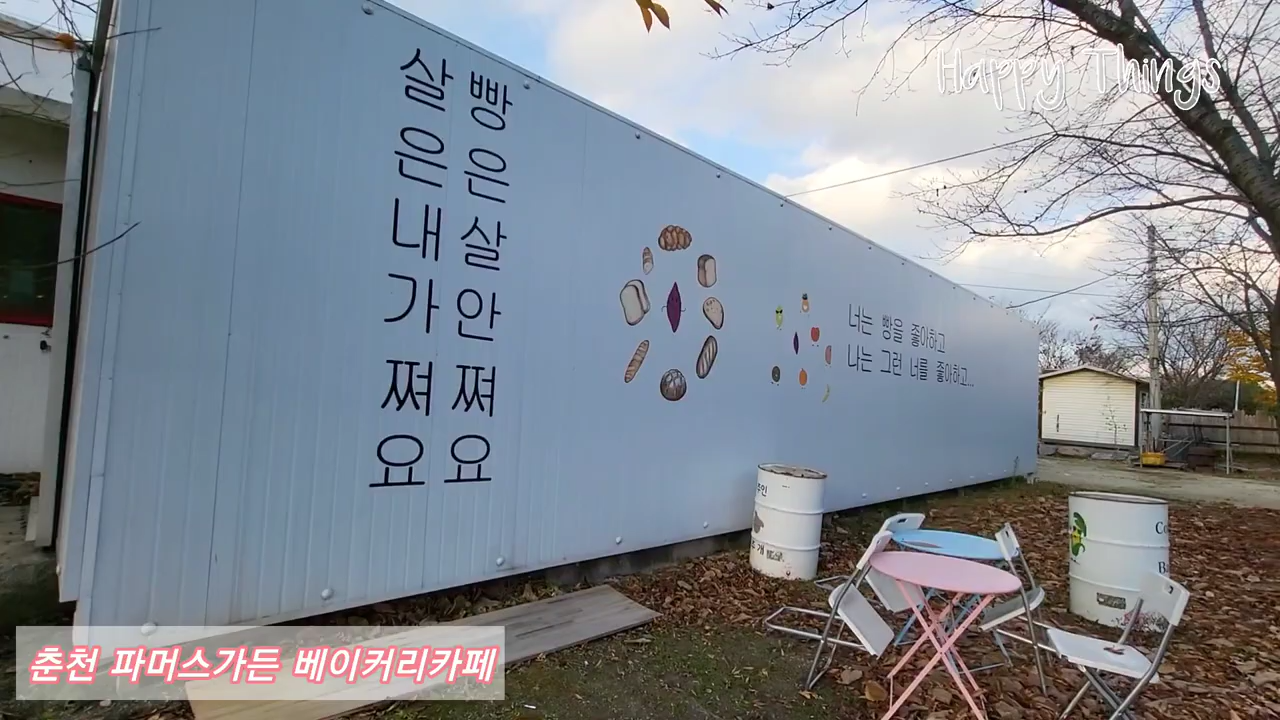 Happy Things
빵은살안쪄요
살은내가쪄요
너는 빵을 좋아하고
나는 그런 너를 좋아하고...
춘천 파머스가든 베이커리카페